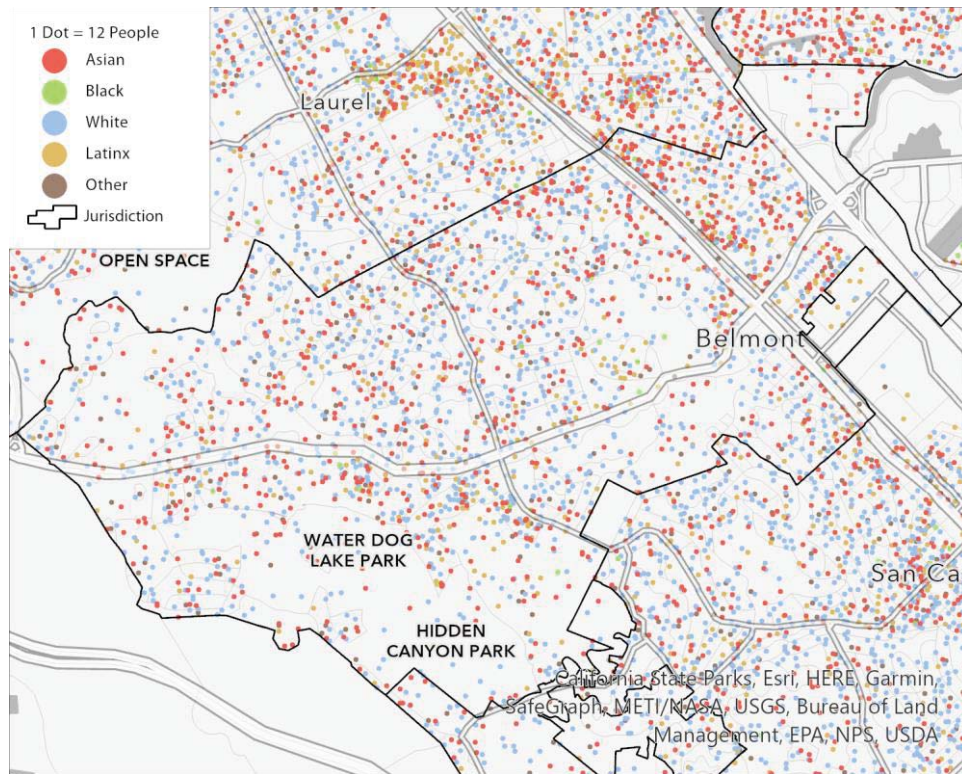 1 Dot = 12 People
Asian
Black
White
Latinx
Other
Jurisdiction
Laurel
OPEN SPACE
Belmont
WATER DOG
LAKE PARK
San Ca
HIDDEN
CANYON PARK
California State Parks, Esri, HERE, Garmin,
SafeGraph, METI/NASA, USGS, Bureau of Land
Management, EPA, NPS, USDA